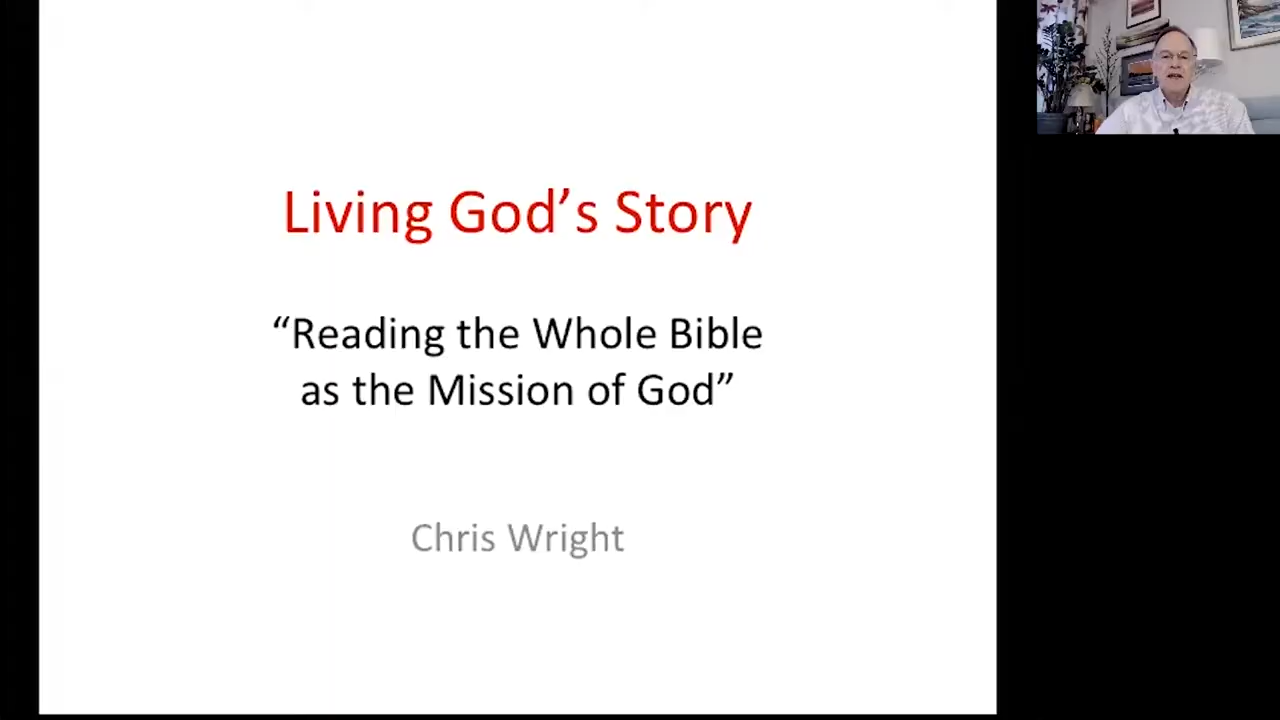 Living God’s Story
“Reading the Whole Bible
as the Mission of God”
Chris Wright